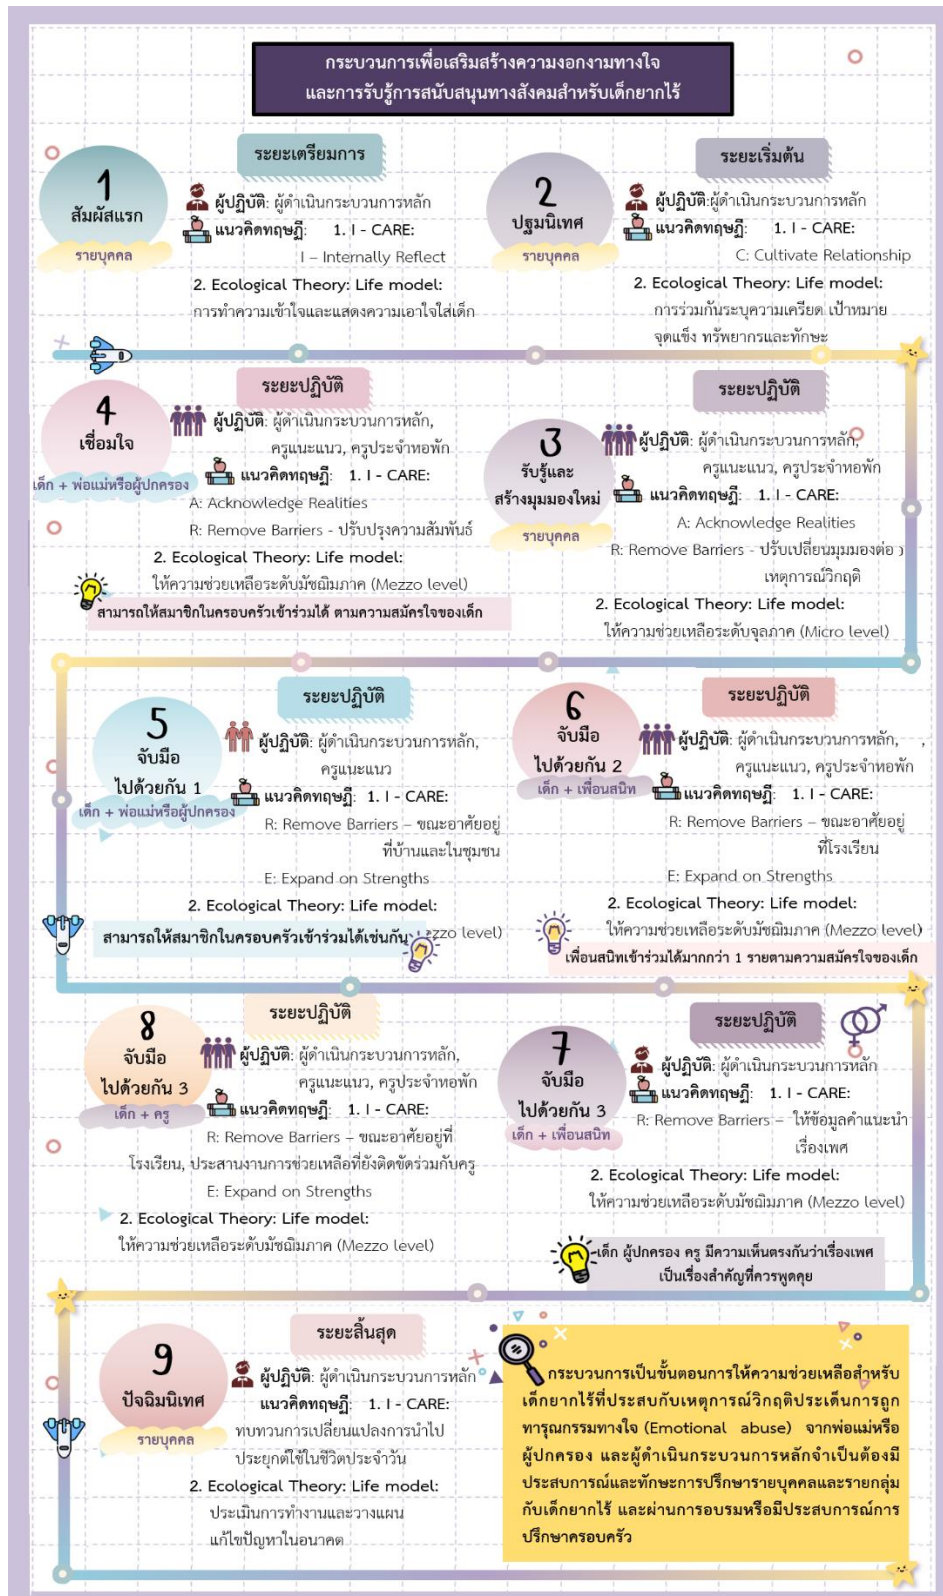 กระบวนการเพื่อเสริมสร้างความงอกงามทางใจ
และการรับรู้การสนับสนุนทางสังคมสำหรับเด็กยากไร้
1
สัมผัสแรก
รายบุคคล
ระยะเตรียมการ
ผู้ปฏิบัติ: ผู้ดำเนินกระบวนการหลัก
แนวคิดทฤษฎี: 1. I - CARE:
I – Internally Reflect
2. Ecological Theory: Life model:
การทำความเข้าใจและแสดงความเอาใจใส่เด็ก
2
ปฐมนิเทศ
รายบุคคล
ระยะเริ่มต้น
ผู้ปฏิบัติ:ผู้ดำเนินกระบวนการหลัก
แนวคิดทฤษฎี: 1. I - CARE:
C: Cultivate Relationship
2. Ecological Theory: Life model:
การร่วมกันระบุความเครียด เป้าหมาย
จุดแข็ง ทรัพยากรและทักษะ
3
รับรู้และ
สร้างมุมมองใหม่
รายบุคคล
ระยะปฏิบัติ
ผู้ปฏิบัติ: ผู้ดำเนินกระบวนการหลัก,
ครูแนะแนว, ครูประจำหอพัก
แนวคิดทฤษฎี: 1. I - CARE:
A: Acknowledge Realities
R: Remove Barriers - ปรับเปลี่ยนมุมมองต่อ
เหตุการณ์วิกฤติ
2. Ecological Theory: Life model:
ให้ความช่วยเหลือระดับจุลภาค (Micro level)
4
เชื่อมใจ
เด็ก + พ่อแม่หรือผู้ปกครอง
ระยะปฏิบัติ
ผู้ปฏิบัติ: ผู้ดำเนินกระบวนการหลัก,
ครูแนะแนว, ครูประจำหอพัก
แนวคิดทฤษฎี: 1. I - CARE:
A: Acknowledge Realities
R: Remove Barriers - ปรับปรุงความสัมพันธ์
2. Ecological Theory: Life model:
ให้ความช่วยเหลือระดับมัชฌิมภาค (Mezzo level)
สามารถให้สมาชิกในครอบครัวเข้าร่วมได้ ตามความสมัครใจของเด็ก
5
จับมือ
ไปด้วยกัน 1
เด็ก + พ่อแม่หรือผู้ปกครอง
ระยะปฏิบัติ
ผู้ปฏิบัติ: ผู้ดำเนินกระบวนการหลัก,
ครูแนะแนว
แนวคิดทฤษฎี: 1. I - CARE:
R: Remove Barriers – ขณะอาศัยอยู่
ที่บ้านและในชุมชน
E: Expand on Strengths
2. Ecological Theory: Life model:
สามารถให้สมาชิกในครอบครัวเข้าร่วมได้เช่นกัน
level)
6
จับมือ
ไปด้วยกัน 2
เด็ก + เพื่อนสนิท
ระยะปฏิบัติ
ผู้ปฏิบัติ: ผู้ดำเนินกระบวนการหลัก, ,
ครูแนะแนว, ครูประจำหอพัก
แนวคิดทฤษฎี: 1. I - CARE:
R: Remove Barriers – ขณะอาศัยอยู่
ที่โรงเรียน
E: Expand on Strengths
2. Ecological Theory: Life model:
ให้ความช่วยเหลือระดับมัชฌิมภาค (Mezzo level)
เพื่อนสนิทเข้าร่วมได้มากกว่า 1 รายตามความสมัครใจของเด็ก
7
จับมือ
ไปด้วยกัน 3
เด็ก + เพื่อนสนิท
ระยะปฏิบัติ
ผู้ปฏิบัติ: ผู้ดำเนินกระบวนการหลัก
แนวคิดทฤษฎี: 1. I - CARE:
R: Remove Barriers – ให้ข้อมูลคำแนะนำ
เรื่องเพศ
2. Ecological Theory: Life model:
ให้ความช่วยเหลือระดับมัชฌิมภาค (Mezzo level)
เด็ก ผู้ปกครอง ครู มีความเห็นตรงกันว่าเรื่องเพศ
เป็นเรื่องสำคัญที่ควรพูดคุย
8
จับมือ
ไปด้วยกัน 3
เด็ก + ครู
ระยะปฏิบัติ
ผู้ปฏิบัติ: ผู้ดำเนินกระบวนการหลัก,
ครูแนะแนว, ครูประจำหอพัก
แนวคิดทฤษฎี: 1. I - CARE:
R: Remove Barriers – ขณะอาศัยอยู่ที่
โรงเรียน, ประสานงานการช่วยเหลือที่ยังติดขัดร่วมกับครู
E: Expand on Strengths
2. Ecological Theory: Life model:
ให้ความช่วยเหลือระดับมัชฌิมภาค (Mezzo level)
9
ปัจฉิมนิเทศ
รายบุคคล
ระยะสิ้นสุด
ผู้ปฏิบัติ: ผู้ดำเนินกระบวนการหลัก
แนวคิดทฤษฎี: 1. I - CARE:
ทบทวนการเปลี่ยนแปลงการนำไป
ประยุกต์ใช้ในชีวิตประจำวัน
2. Ecological Theory: Life model:
ประเมินการทำงานและวางแผน
แก้ไขปัญหาในอนาคต
กระบวนการเป็นขั้นตอนการให้ความช่วยเหลือสำหรับ
เด็กยากไร้ที่ประสบกับเหตุการณ์วิกฤติประเด็นการถูก
ทารุณกรรมทางใจ (Emotional abuse) จากพ่อแม่หรือ
ผู้ปกครอง และผู้ดำเนินกระบวนการหลักจำเป็นต้องมี
ประสบการณ์และทักษะการปรึกษารายบุคคลและรายกลุ่ม
กับเด็กยากไร้ และผ่านการอบรมหรือมีประสบการณ์การ
ปรึกษาครอบครัว